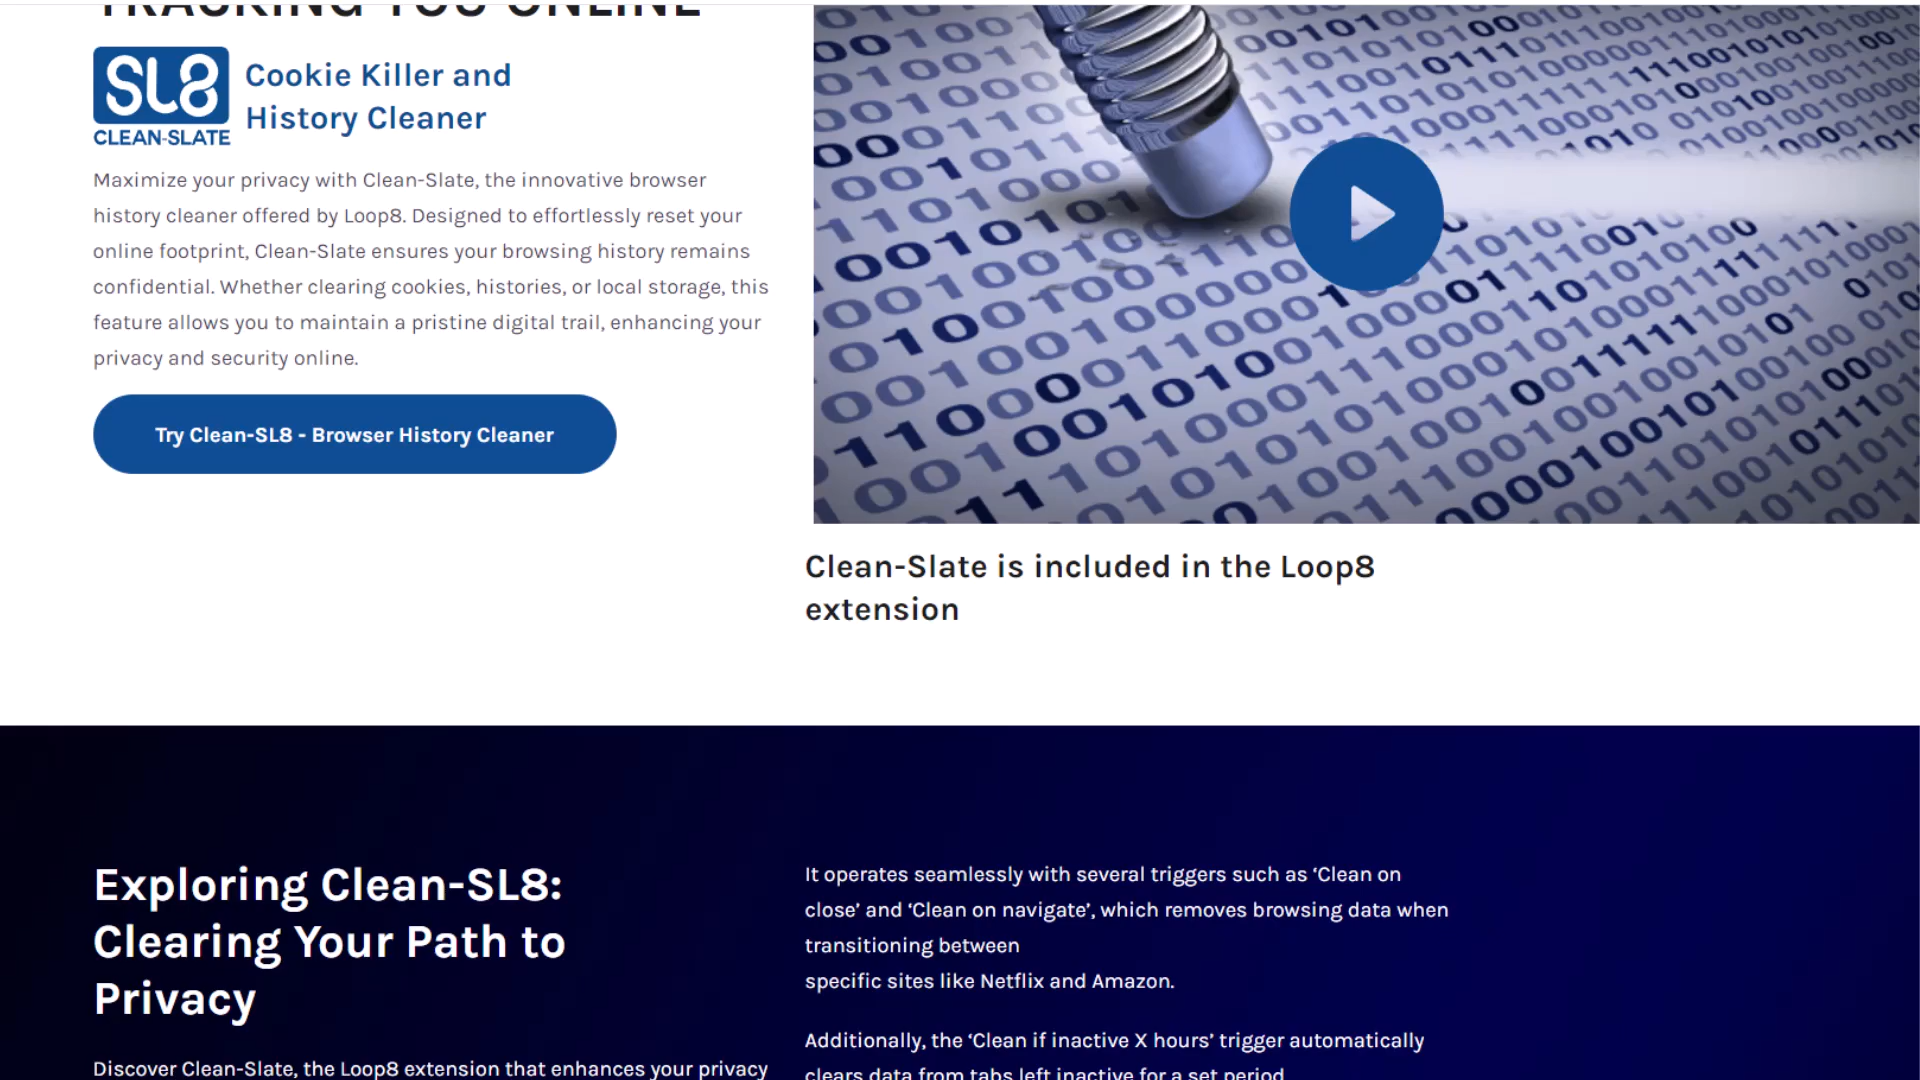 TRACKING YOU ONLINE
SL8
CLEAN-SLATE
Cookie Killer and
History Cleaner
Maximize your privacy with Clean-Slate, the innovative browser
history cleaner offered by Loop8. Designed to effortlessly reset your
online footprint, Clean-Slate ensures your browsing history remains
confidential. Whether clearing cookies, histories, or local storage, this
feature allows you to maintain a pristine digital trail, enhancing your
privacy and security online.
Try Clean-SL8 - Browser History Cleaner
Clean-Slate is included in the Loop8
extension
Exploring Clean-SL8:
Clearing Your Path to
Privacy
Discover Clean-Slate, the Loop8 extension that enhances your privacy
It operates seamlessly with several triggers such as ‘Clean on
close’ and ‘Clean on navigate’, which removes browsing data when
transitioning between
specific sites like Netflix and Amazon.
Additionally, the ‘Clean if inactive X hours’ trigger automatically
clears data from tabs left inactive for a set period